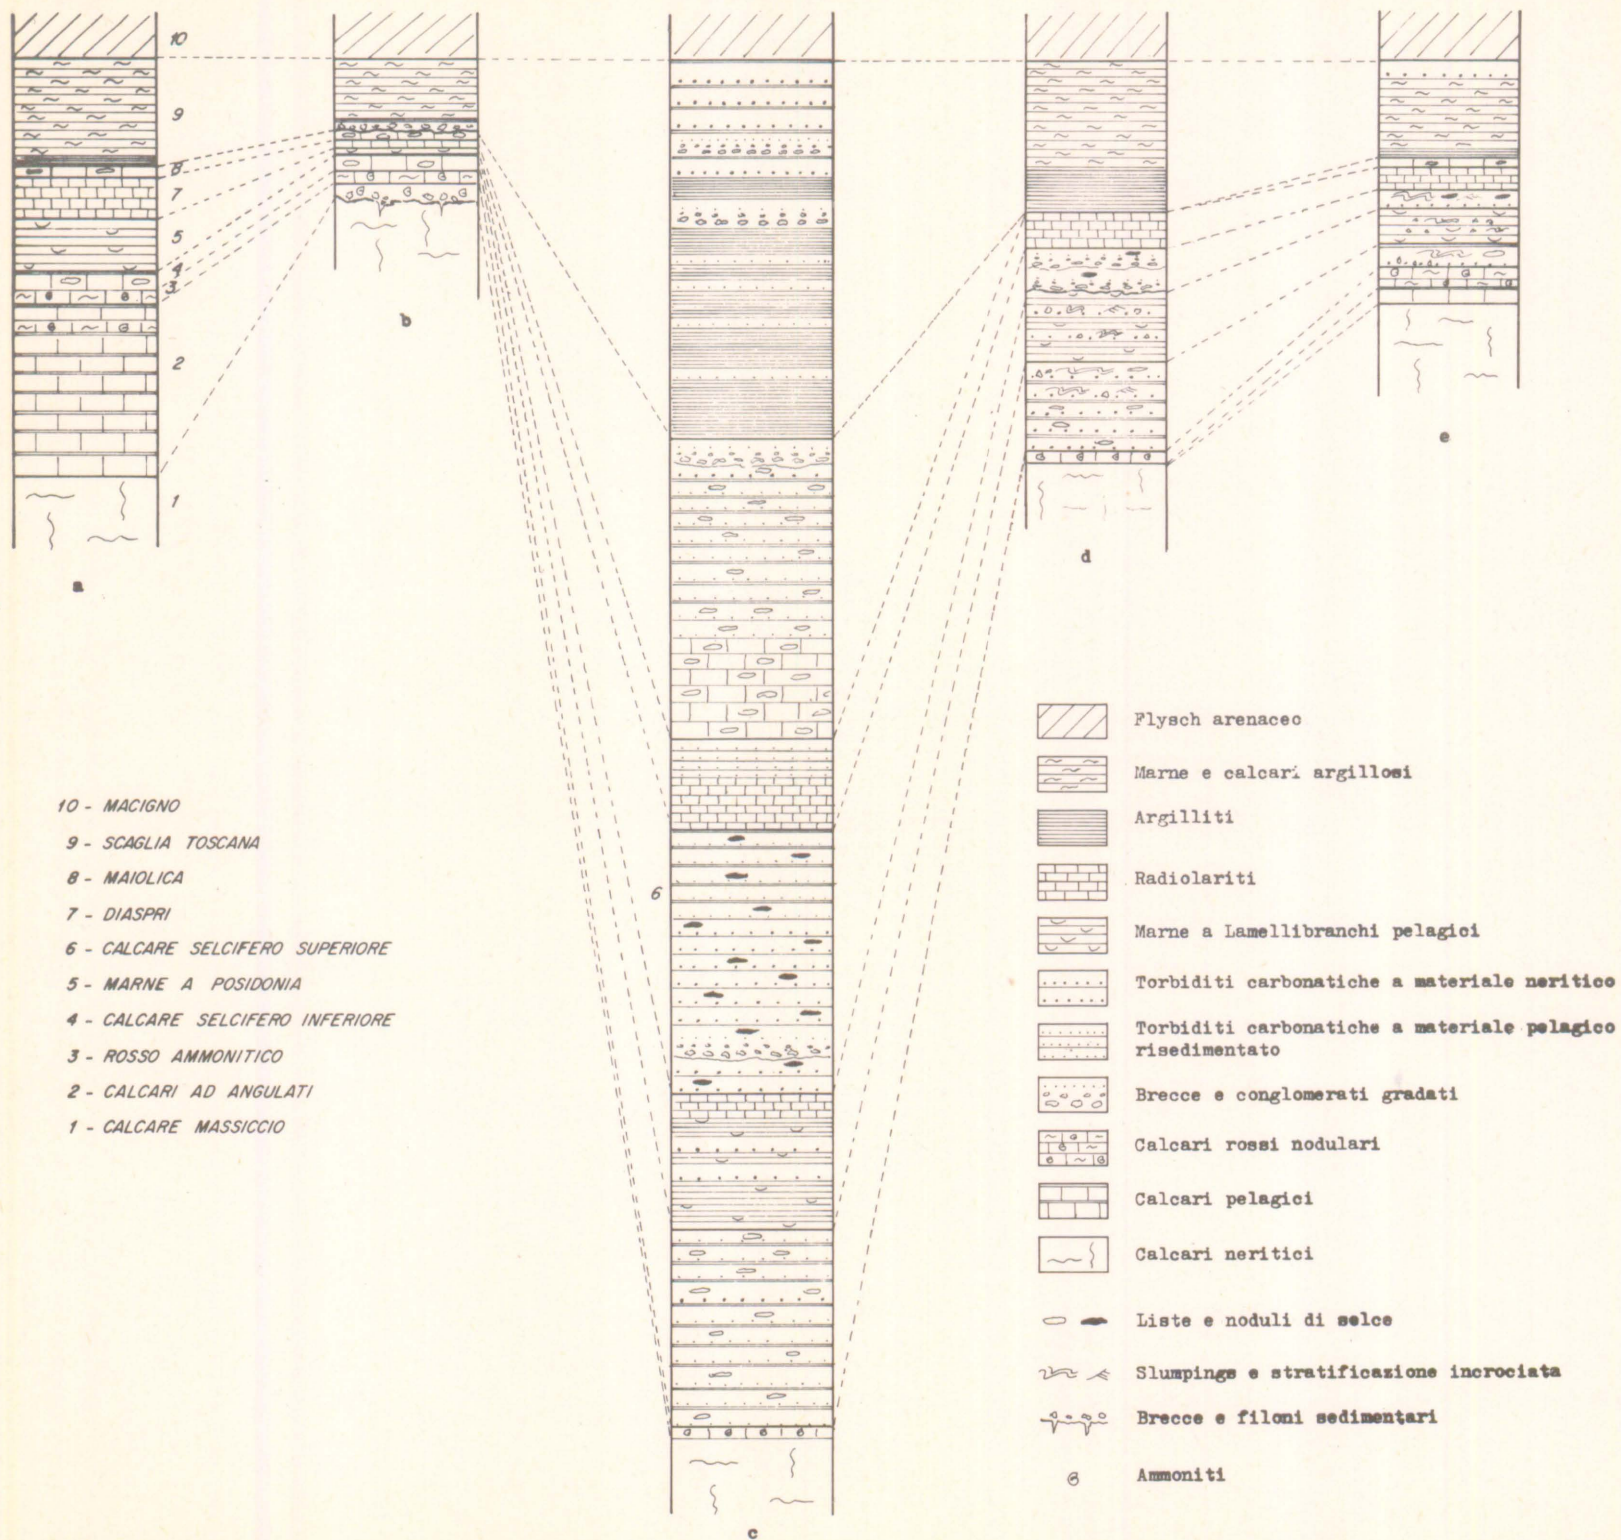 10
9
8
7
5
4
3
2
1
a
b
6
c
d
e
10 - MACIGNO
9 - SCAGLIA TOSCANA
8 - MAIOLICA
7 - DIASPRI
6 - CALCARE SELCIFERO SUPERIORE
5 - MARNE A POSIDONIA
4 - CALCARE SELCIFERO INFERIORE
3 - ROSSO AMMONITICO
2 - CALCARI AD ANGULATI
1 - CALCARE MASSICCIO
Flysch arenaceo
Marne e calcari argillosi
Argilliti
Radiolariti
Marne a Lamellibranchi pelagici
Torbiditi carbonatiche a materiale neritico
Torbiditi carbonatiche a materiale pelagico
risedimentato
Brecce e conglomerati gradati
Calcari rossi nodulari
Calcari pelagici
Calcari neritici
Liste e noduli di selce
Slumpings e stratificazione incrociata
Brecce e filoni sedimentari
Ammoniti